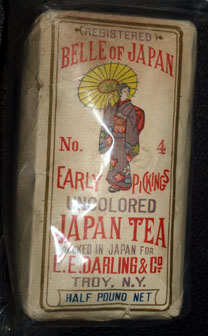 (REGISTERED)
BELLE OF JAPAN
No. 4
EARLY PICKINGS
UNCOLORED
JAPAN TEA
PACKED IN JAPAN FOR
E.E. DARLING & Co.
TROY, N.Y.
HALF POUND NET